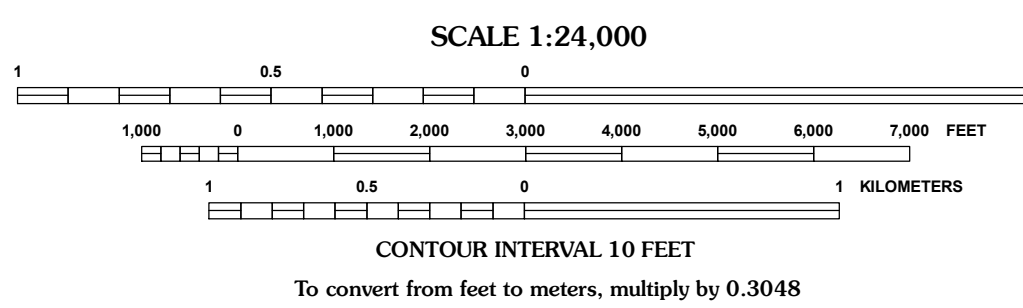 SCALE 1:24,000
1 0.5 0
1,000 0 1,000 2,000 3,000 4,000 5,000 6,000 7,000 FEET
1 0.5 0 1 KILOMETERS
CONTOUR INTERVAL 10 FEET
To convert from feet to meters, multiply by 0.3048